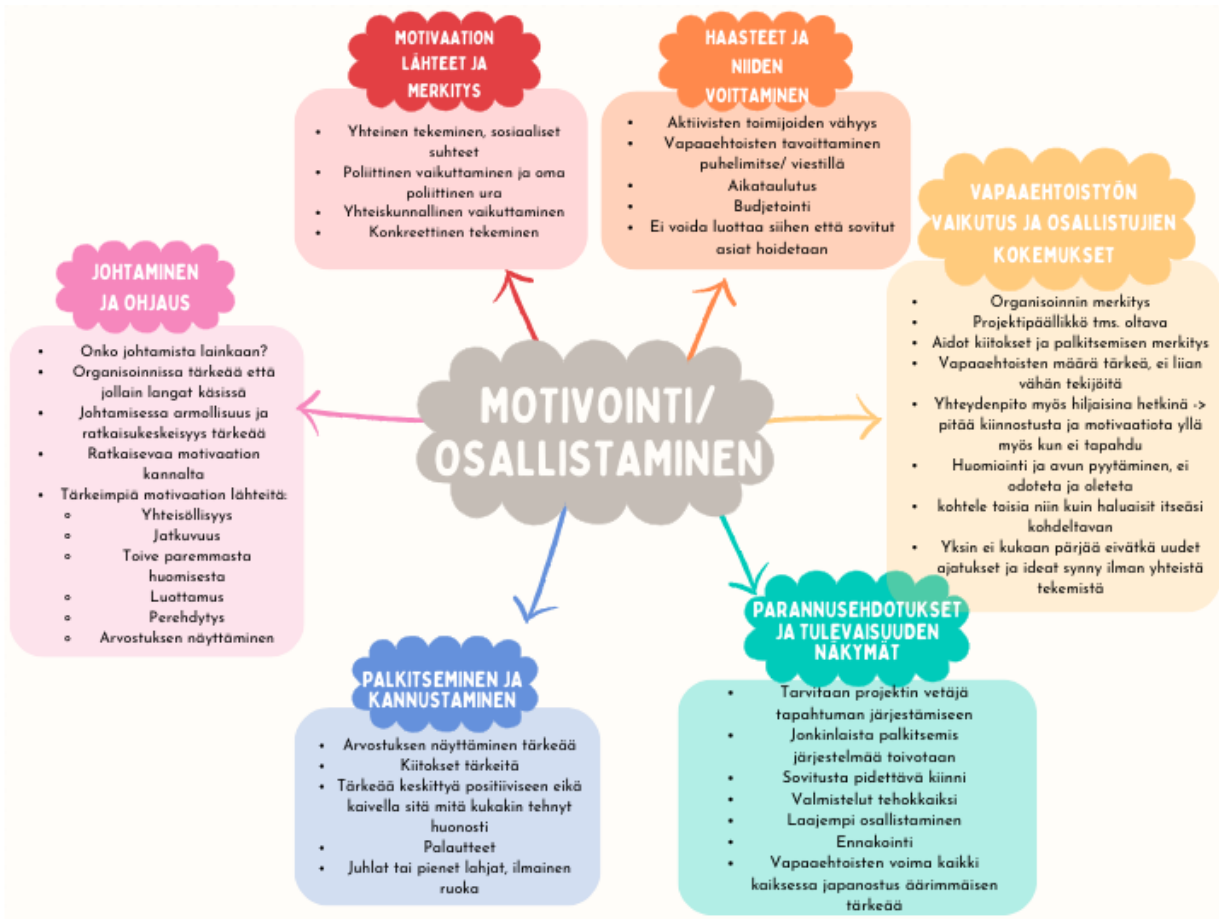 MOTIVAATION
LÄHTEET JA
MERKITYS
• Yhteinen tekeminen, sosiaaliset
suhteet
• Poliittinen vaikuttaminen ja oma
poliittinen ura
• Yhteiskunnallinen vaikuttaminen
• Konkreettinen tekeminen
HAASTEET JA
NIIDEN
VOITTAMINEN
• Aktiivisten toimijoiden vähyys
• Vapaaehtoisten tavoittaminen
puhelimitse/ viestillä
• Aikataulutus
• Budjetointi
• Ei voida luottaa siihen että sovitut
asiat hoidetaan
VAPAAEHTOISTYÖN
VAIKUTUS JA OSALLISTUJIEN
KOKEMUKSET
• Organisoinnin merkitys
• Projektipäällikkö tms. oltava
• Aidot kiitokset ja palkitsemisen merkitys
• Vapaaehtoisten määrä tärkeä, ei liian
vähän tekijöitä
• Yhteydenpito myös hiljaisina hetkinä ->
pitää kiinnostusta ja motivaatiota yllä
myös kun ei tapahdu
• Huomiointi ja avun pyytäminen, ei
odoteta ja oleteta
• kohtele toisia niin kuin haluaisit itseäsi
kohdeltavan
• Yksin ei kukaan pärjää eivätkä uudet
ajatukset ja ideat synny ilman yhteistä
tekemistä
JOHTAMINEN
JA OHJAUS
• Onko johtamista lainkaan?
• Organisoinnissa tärkeää että
jollain langat käsissä
• Johtamisessa armollisuus ja
ratkaisukeskeisyys tärkeää
• Ratkaisevaa motivaation
kannalta
• Tärkeimpiä motivaation lähteitä:
◦ Yhteisöllisyys
◦ Jatkuvuus
◦ Toive paremmasta
huomisesta
◦ Luottamus
◦ Perehdytys
◦ Arvostuksen näyttäminen
MOTIVOINTI/
OSALLISTAMINEN
PALKITSEMINEN JA
KANNUSTAMINEN
• Arvostuksen näyttäminen tärkeää
• Kiitokset tärkeitä
• Tärkeää keskittyä positiiviseen eikä
kaivella sitä mitä kukakin tehnyt
huonosti
• Palautteet
• Juhlat tai pienet lahjat, ilmainen
ruoka
PARANNUSEHDOTUKSET
JA TULEVAISUUDEN
NÄKYMÄT
• Tarvitaan projektin vetäjä
tapahtuman järjestämiseen
• Jonkinlaista palkitsemis
järjestelmää toivotaan
• Sovitusta pidettävä kiinni
• Valmistelut tehokkaiksi
• Laajempi osallistaminen
• Ennakointi
• Vapaaehtoisten voima kaikki
kaiksessa japanostus äärimmäisen
tärkeää